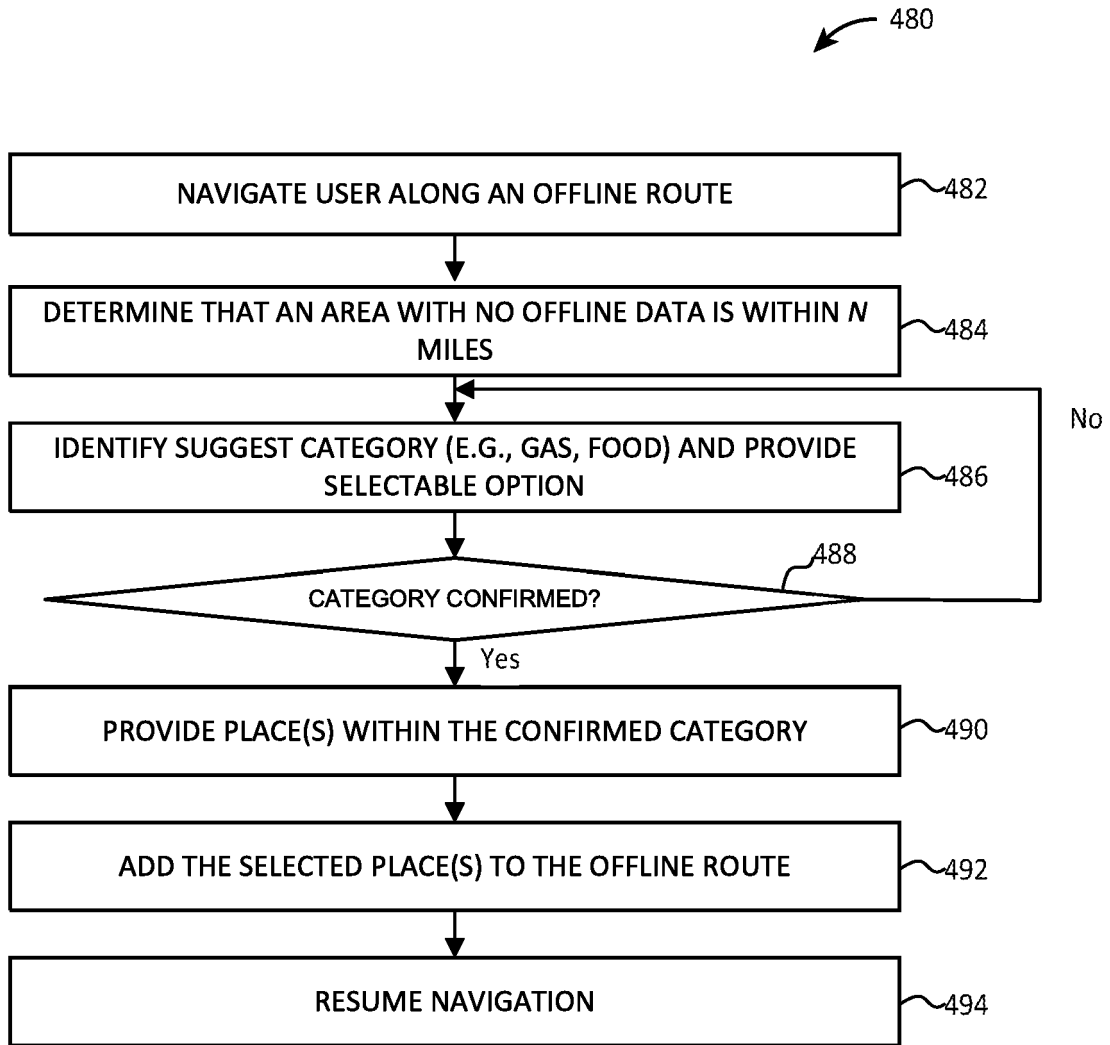 480
NAVIGATE USER ALONG AN OFFLINE ROUTE
482
DETERMINE THAT AN AREA WITH NO OFFLINE DATA IS WITHIN N
MILES
484
No
IDENTIFY SUGGEST CATEGORY (E.G., GAS, FOOD) AND PROVIDE
SELECTABLE OPTION
486
488
CATEGORY CONFIRMED?
Yes
PROVIDE PLACE(S) WITHIN THE CONFIRMED CATEGORY
490
ADD THE SELECTED PLACE(S) TO THE OFFLINE ROUTE
492
RESUME NAVIGATION
494